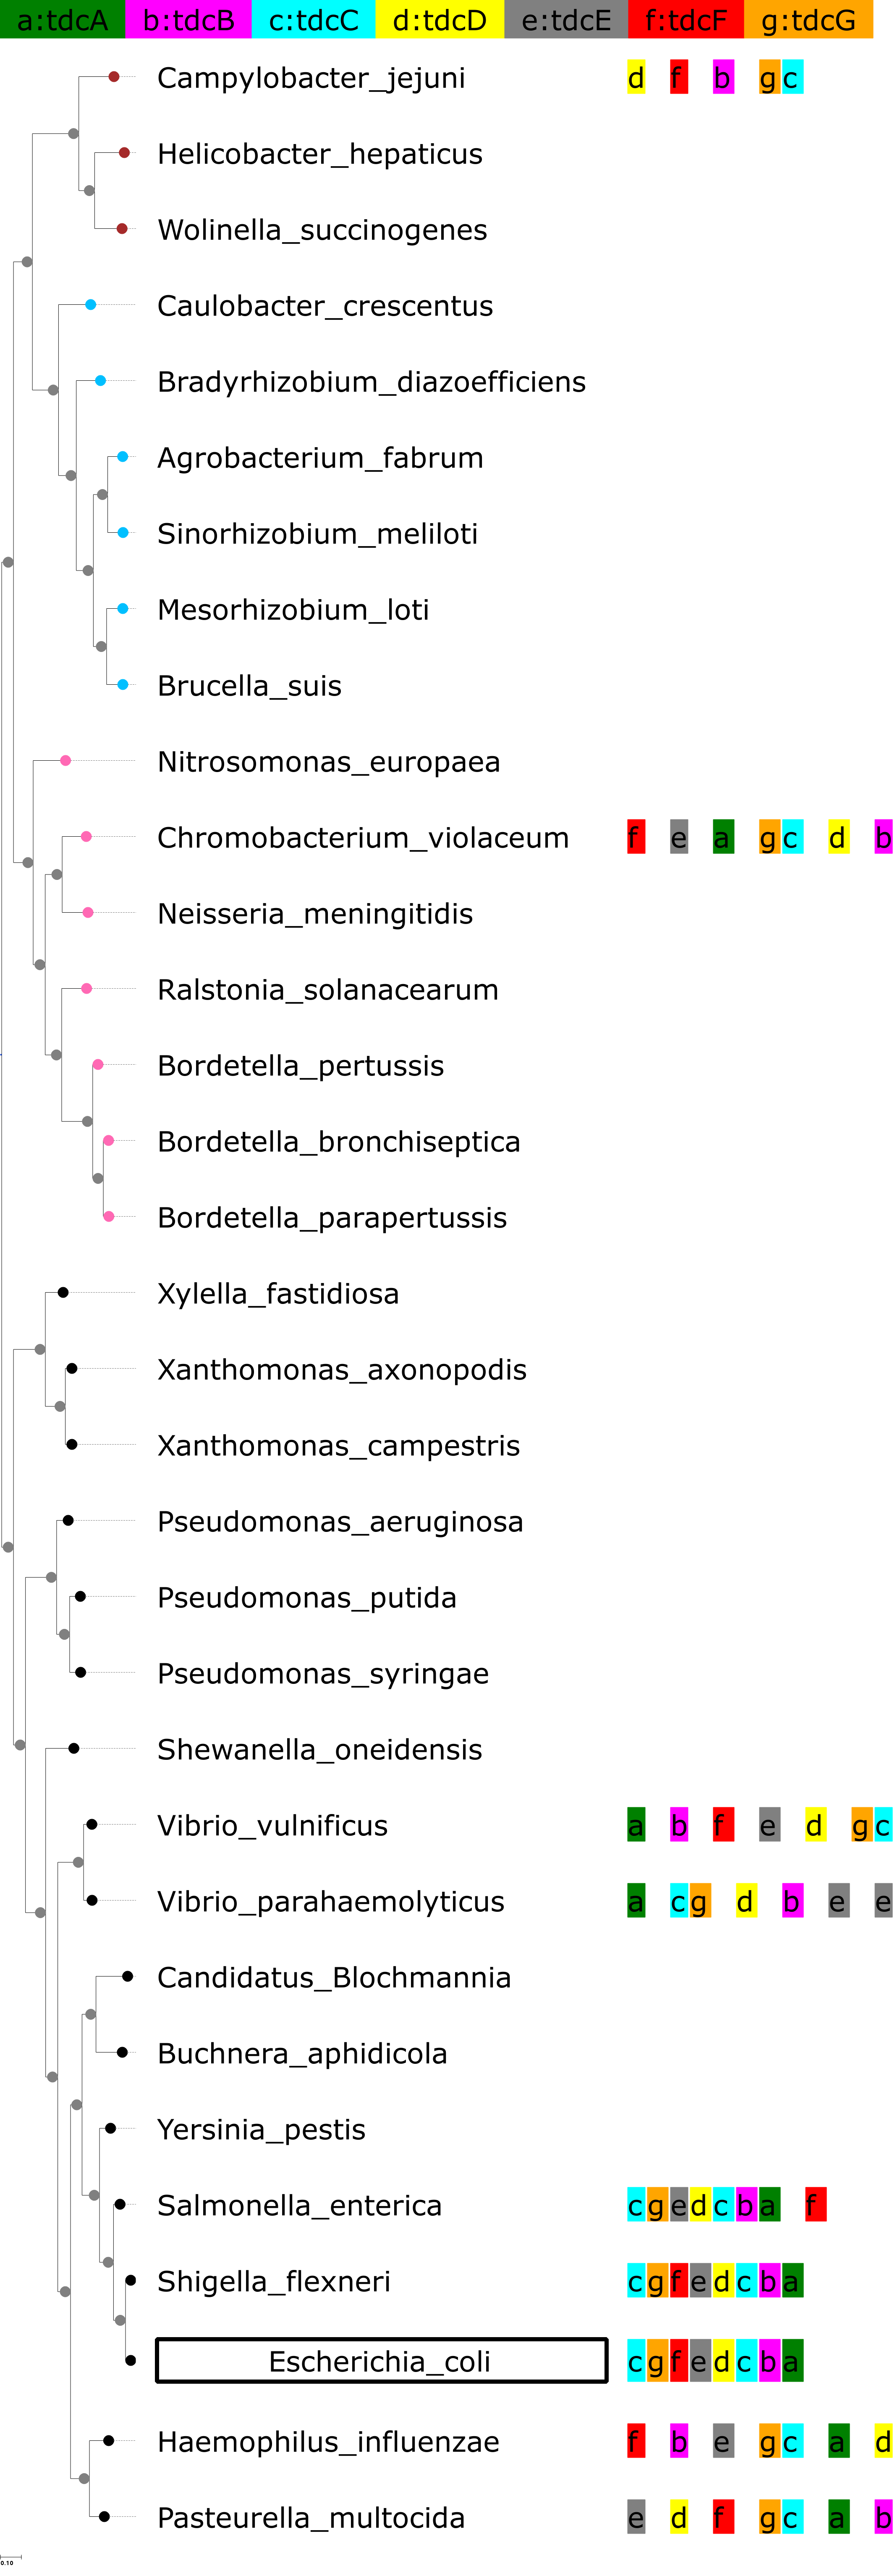 a:tdcA b:tdcB c:tdcC d:tdcD e:tdcE f:tdcF g:tdcG
Campylobacter_jejuni d f b g c
Helicobacter_hepaticus
Wolinella_succinogenes
Caulobacter_crescentus
Bradyrhizobium_diazoefficiens
Agrobacterium_fabrum
Sinorhizobium_meliloti
Mesorhizobium_loti
Brucella_suis
Nitrosomonas_europaea
Chromobacterium_violaceum f e a g c d b
Neisseria_meningitidis
Ralstonia_solanacearum
Bordetella_pertussis
Bordetella_bronchiseptica
Bordetella_parapertussis
Xylella_fastidiosa
Xanthomonas_axonopodis
Xanthomonas_campestris
Pseudomonas_aeruginosa
Pseudomonas_putida
Pseudomonas_syringae
Shewanella_oneidensis
Vibrio_vulnificus a b f e d g c
Vibrio_parahaemolyticus a c g d b e e
Candidatus_Blochmannia
Buchnera_aphidicola
Yersinia_pestis
Salmonella_enterica c g e d c b a f
Shigella_flexneri c g f e d c b a
Escherichia_coli c g f e d c b a
Haemophilus_influenzae f b e g c a d
Pasteurella_multocida e d f g c a b
0.10